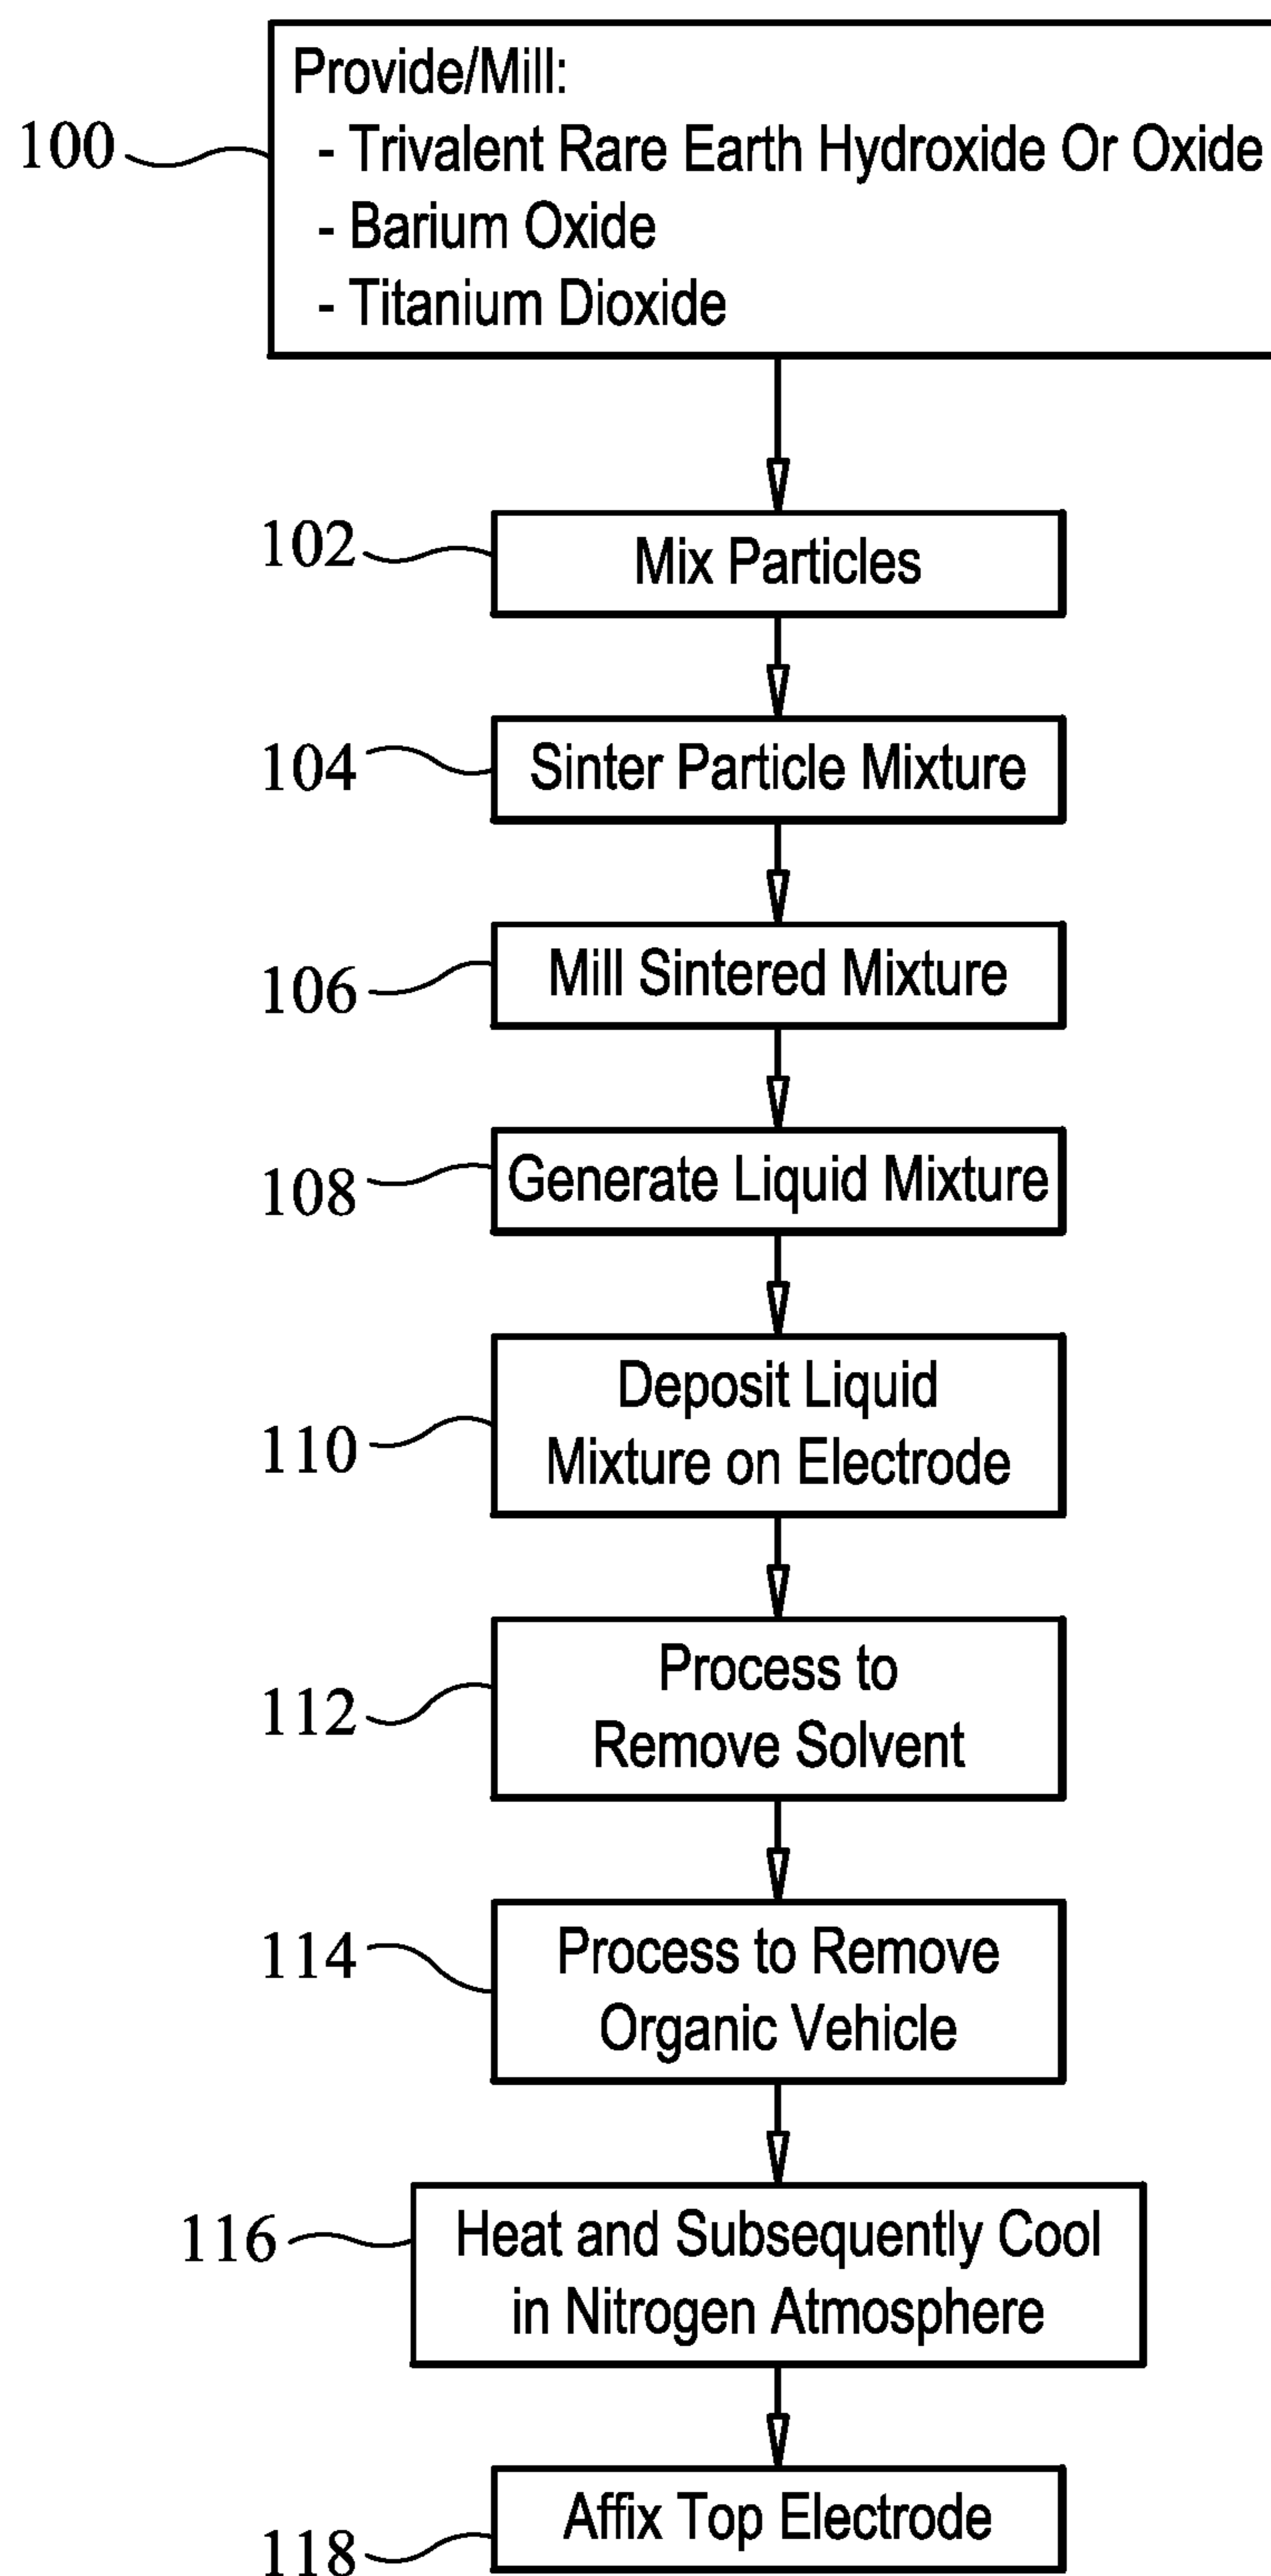 Provide/Mill:
100
- Trivalent Rare Earth Hydroxide Or Oxide
- Barium Oxide
- Titanium Dioxide
102
Mix Particles
104
Sinter Particle Mixture
106
Mill Sintered Mixture
108
Generate Liquid Mixture
110
Deposit Liquid
Mixture on Electrode
112
Process to
Remove Solvent
114
Process to Remove
Organic Vehicle
116
Heat and Subsequently Cool
in Nitrogen Atmosphere
118
Affix Top Electrode